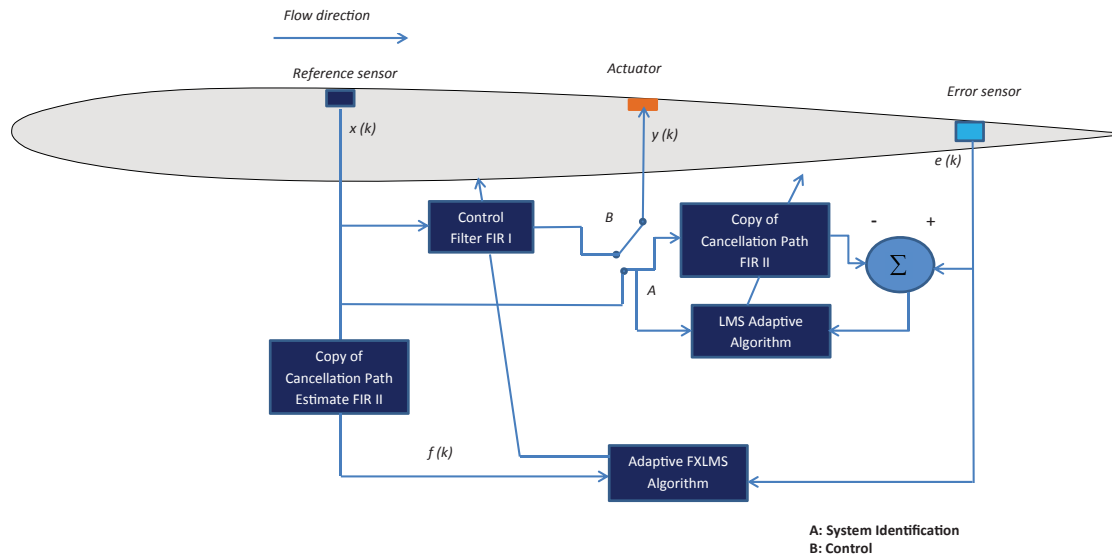 Flow direction
Reference sensor
Actuator
Error sensor
x (k)
y (k)
e (k)
Control
Filter FIR I
B
Copy of
Cancellation Path
FIR II
-
+
Σ
A
LMS Adaptive
Algorithm
Copy of
Cancellation Path
Estimate FIR II
f (k)
Adaptive FXLMS
Algorithm
A: System Identification
B: Control